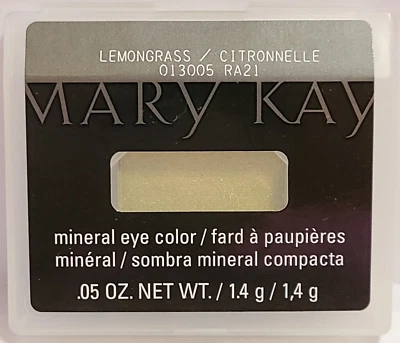 LEMONGRASS / CITRONNELLE
013005 RA21
MARY KAY
mineral eye color / fard à paupières
minéral / sombra mineral compacta
.05 OZ. NET WT. / 1.4 g / 1,4 g